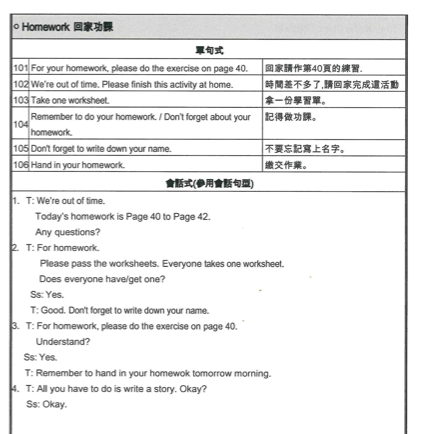 ○ Homework 回家功課
單句式
101 For your homework, please do the exercise on page 40. 回家請作第40頁的練習.
102 We're out of time. Please finish this activity at home. 時間差不多了,請回家完成這活動
103 Take one worksheet. 拿一份學習單。
104 Remember to do your homework. / Don't forget about your homework. 記得做功課。
105 Don't forget to write down your name. 不要忘記寫上名字。
106 Hand in your homework. 繳交作業。
會話式(參用會話句型)
1. T: We're out of time.
Today's homework is Page 40 to Page 42.
Any questions?
2. T: For homework.
Please pass the worksheets. Everyone takes one worksheet.
Does everyone have/get one?
Ss: Yes.
T: Good. Don't forget to write down your name.
3. T: For homework, please do the exercise on page 40.
Understand?
Ss: Yes.
T: Remember to hand in your homewok tomorrow morning.
4. T: All you have to do is write a story. Okay?
Ss: Okay.